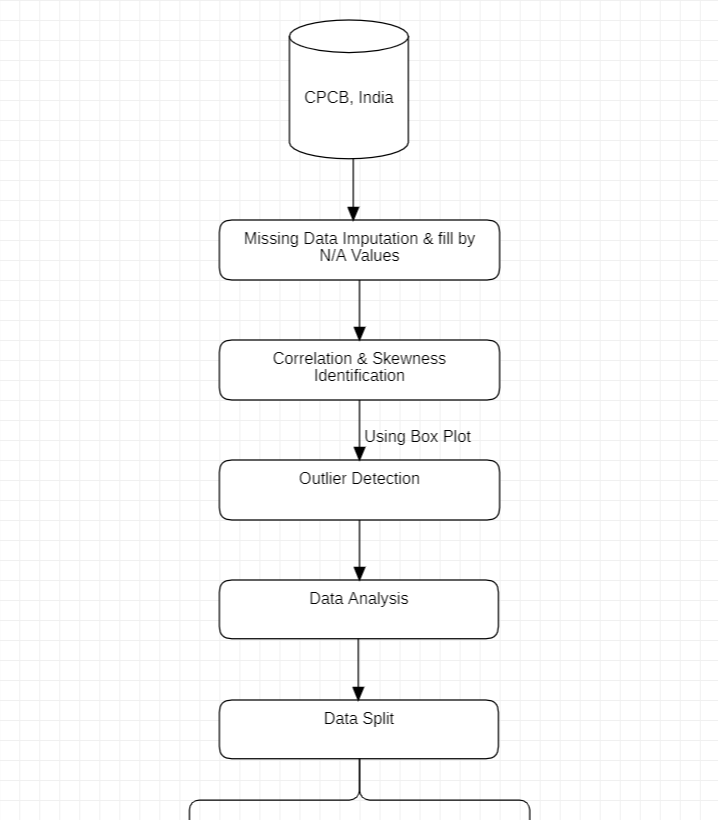 CPCB, India
Missing Data Imputation & fill by
N/A Values
Correlation & Skewness
Identification
Using Box Plot
Outlier Detection
Data Analysis
Data Split